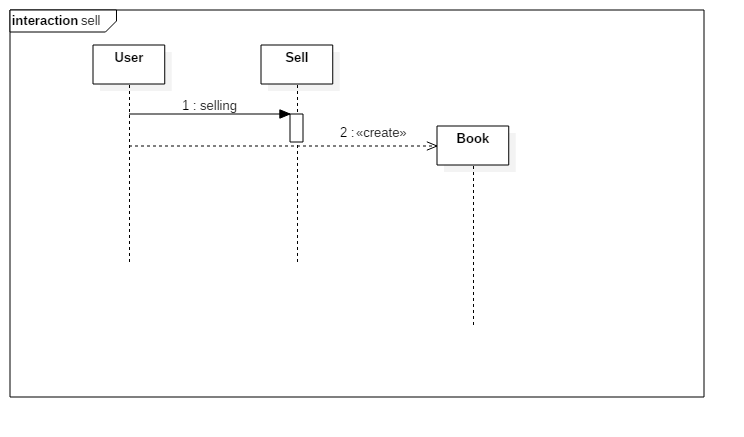 interaction sell
User
Sell
1 : selling
2 : «create»
Book